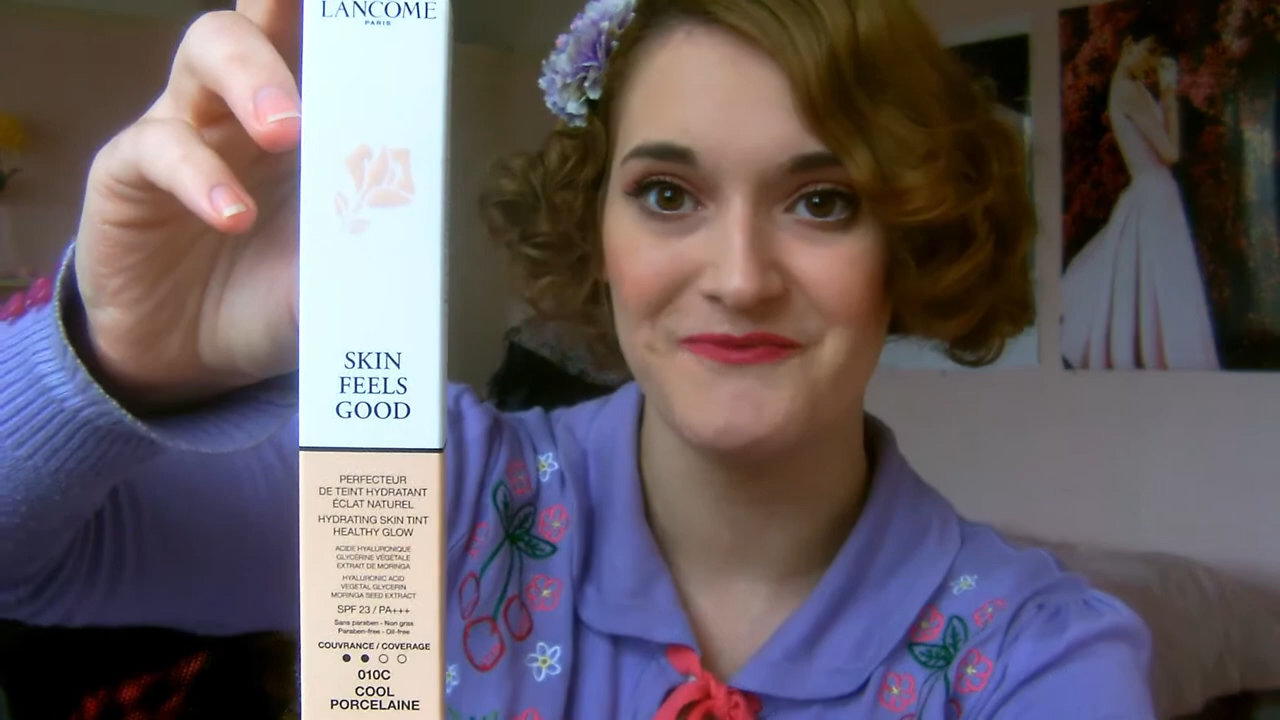 LANCOME
PARIS
SKIN
FEELS
GOOD
PERFECTEUR
DE TEINT HYDRATANT
ÉCLAT NATUREL
HYDRATING SKIN TINT
HEALTHY GLOW
ACIDE HYALURONIQUE
GLYCÉRINE VÉGÉTALE
EXTRAIT DE MORINGA
HYALURONIC ACID
VEGETAL GLYCERIN
MORINGA SEED EXTRACT
SPF 23 / PA+++
Sans paraben - Non gras
Paraben-free - Oil-free
COUVRANCE / COVERAGE
010C
COOL
PORCELAINE